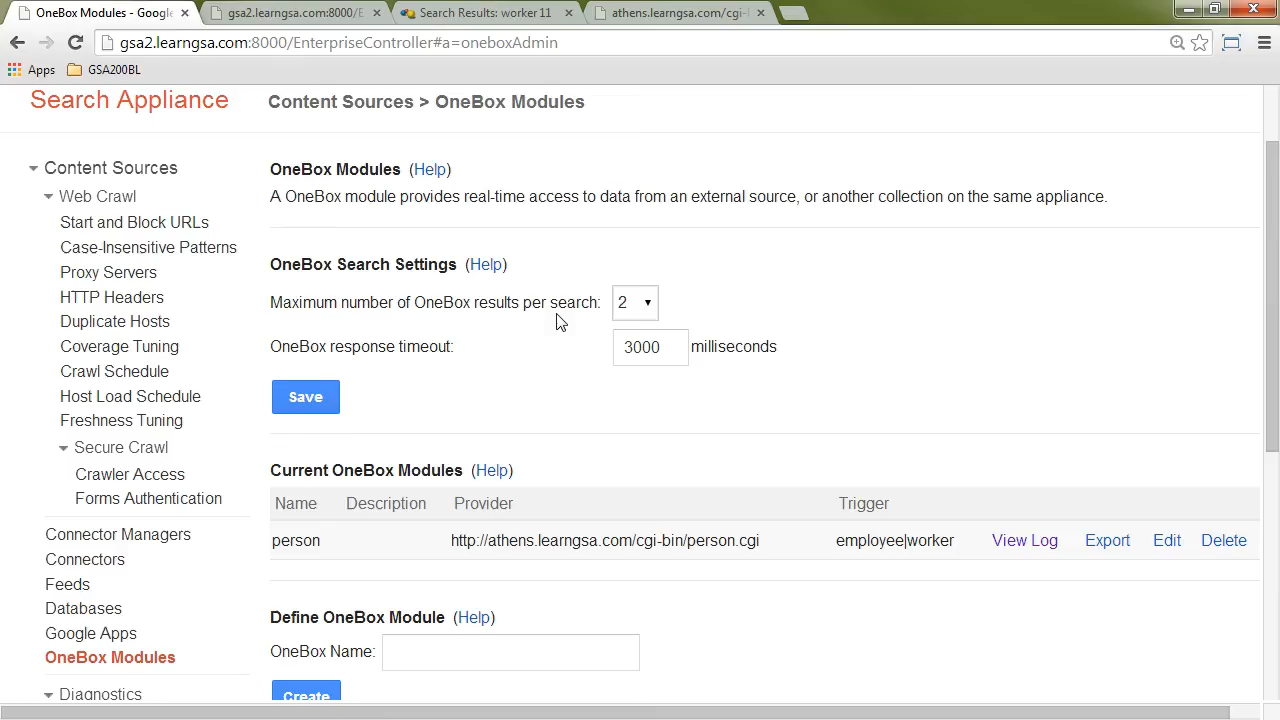 OneBox Modules - Google
gsa2.learngsa.com:8000/E
Search Results: worker 11
athens.learngsa.com/cgi-
gsa2.learngsa.com:8000/EnterpriseController#a=oneboxAdmin
Apps
GSA200BL
Search Appliance
Content Sources > OneBox Modules
Content Sources
Web Crawl
Start and Block URLs
Case-Insensitive Patterns
Proxy Servers
HTTP Headers
Duplicate Hosts
Coverage Tuning
Crawl Schedule
Host Load Schedule
Freshness Tuning
Secure Crawl
Crawler Access
Forms Authentication
Connector Managers
Connectors
Feeds
Databases
Google Apps
OneBox Modules
Diagnostics
OneBox Modules (Help)
A OneBox module provides real-time access to data from an external source, or another collection on the same appliance.
OneBox Search Settings (Help)
Maximum number of OneBox results per search: 2
OneBox response timeout: 3000 milliseconds
Save
Current OneBox Modules (Help)
Name Description Provider Trigger
person http://athens.learngsa.com/cgi-bin/person.cgi employee|worker View Log Export Edit Delete
Define OneBox Module (Help)
OneBox Name:
Create